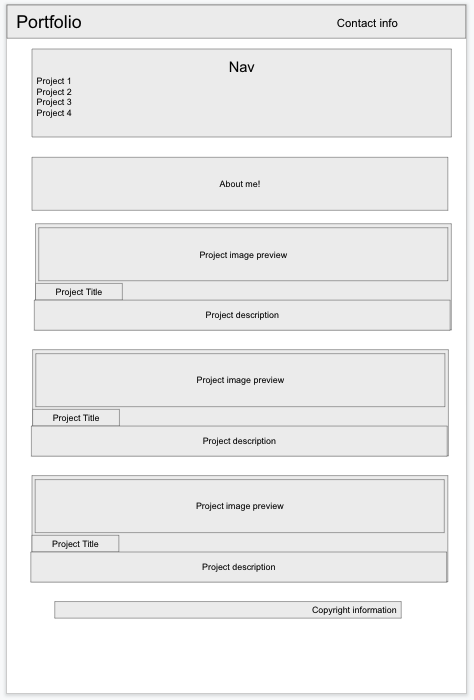 Portfolio
Contact info
Nav
Project 1
Project 2
Project 3
Project 4
About me!
Project image preview
Project Title
Project description
Project image preview
Project Title
Project description
Project image preview
Project Title
Project description
Copyright information